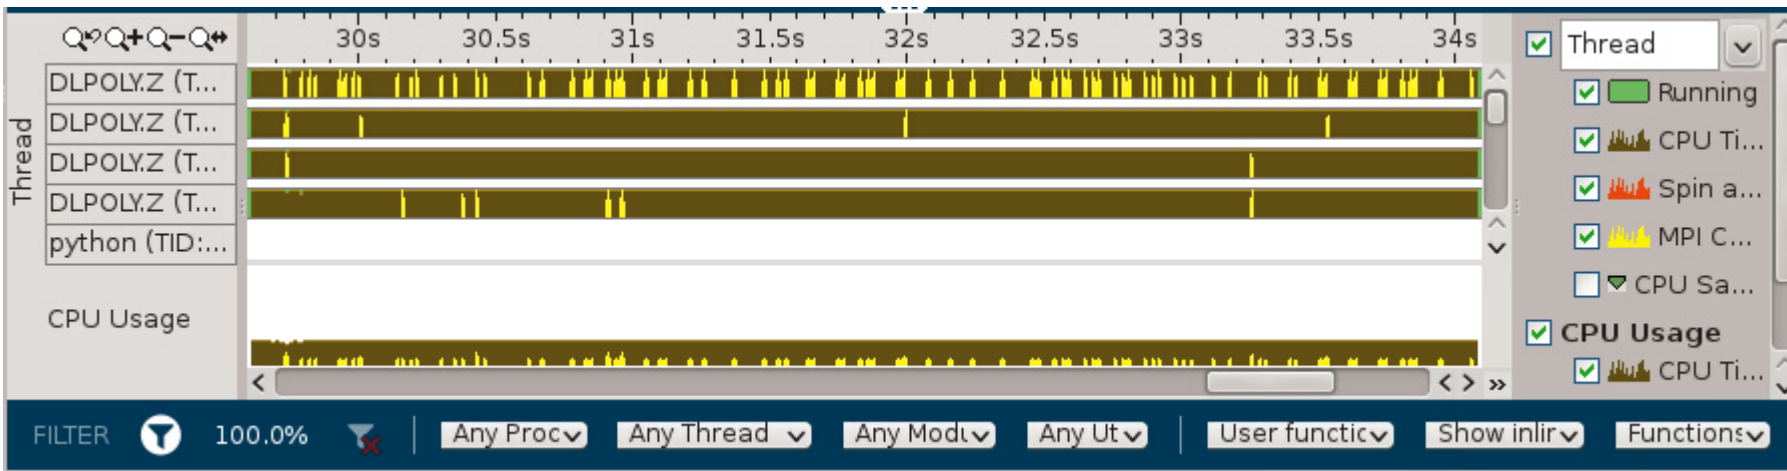 30s 30.5s 31s 31.5s 32s 32.5s 33s 33.5s 34s
Thread
DLPOLY.Z (T...
DLPOLY.Z (T...
DLPOLY.Z (T...
DLPOLY.Z (T...
python (TID:...
Thread
CPU Usage
Running
CPU Ti...
Spin a...
MPI C...
CPU Sa...
CPU Usage
CPU Ti...
FILTER 100.0% Any Proc Any Thread Any Modu Any Ut User functic Show inlir Functions